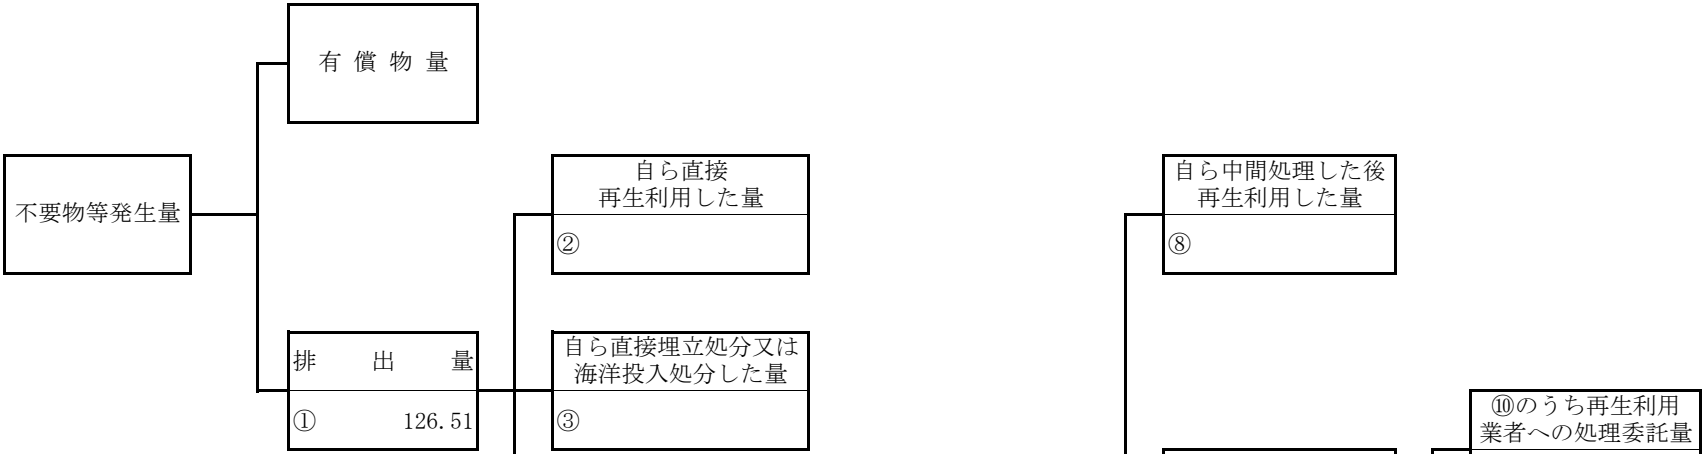 有償物量
不要物等発生量
自ら直接
再生利用した量
②
自ら中間処理した後
再生利用した量
⑧
排出量
① 126.51
自ら直接埋立処分又は
海洋投入処分した量
③
⑩のうち再生利用
業者への処理委託量